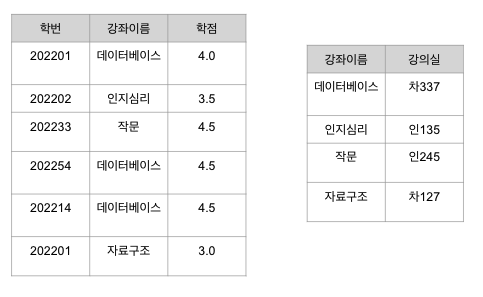 학번 강좌이름 학점
202201 데이터베이스 4.0
202202 인지심리 3.5
202233 작문 4.5
202254 데이터베이스 4.5
202214 데이터베이스 4.5
202201 자료구조 3.0
강좌이름 강의실
데이터베이스 차337
인지심리 인135
작문 인245
자료구조 차127